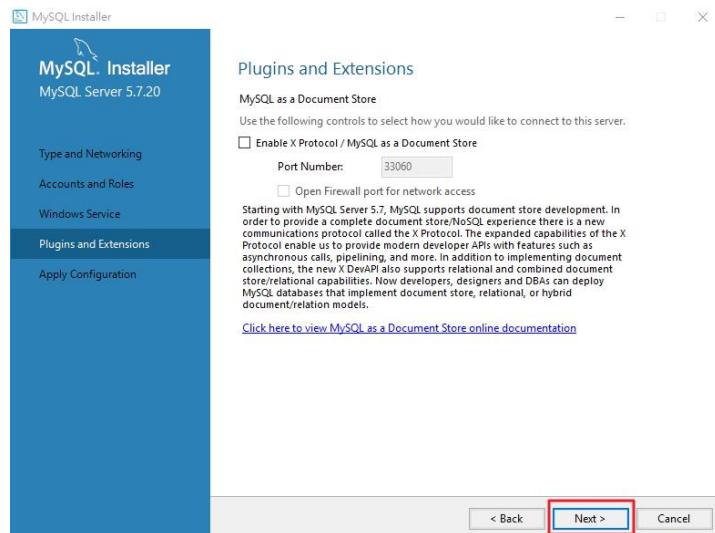 MySQL Installer
MySQL. Installer
MySQL Server 5.7.20
Type and Networking
Accounts and Roles
Windows Service
Plugins and Extensions
Apply Configuration
Plugins and Extensions
MySQL as a Document Store
Use the following controls to select how you would like to connect to this server.
Enable X Protocol / MySQL as a Document Store
Port Number: 33060
Open Firewall port for network access
Starting with MySQL Server 5.7, MySQL supports document store development. In
order to provide a complete document store/NoSQL experience there is a new
communications protocol called the X Protocol. The expanded capabilities of the X
Protocol enable us to provide modern developer APIs with features such as
asynchronous calls, pipelining, and more. In addition to implementing document
collections, the new X DevAPI also supports relational and combined document
store/relational capabilities. Now developers, designers and DBAs can deploy
MySQL databases that implement document store, relational, or hybrid
document/relation models.
Click here to view MySQL as a Document Store online documentation
< Back Next > Cancel